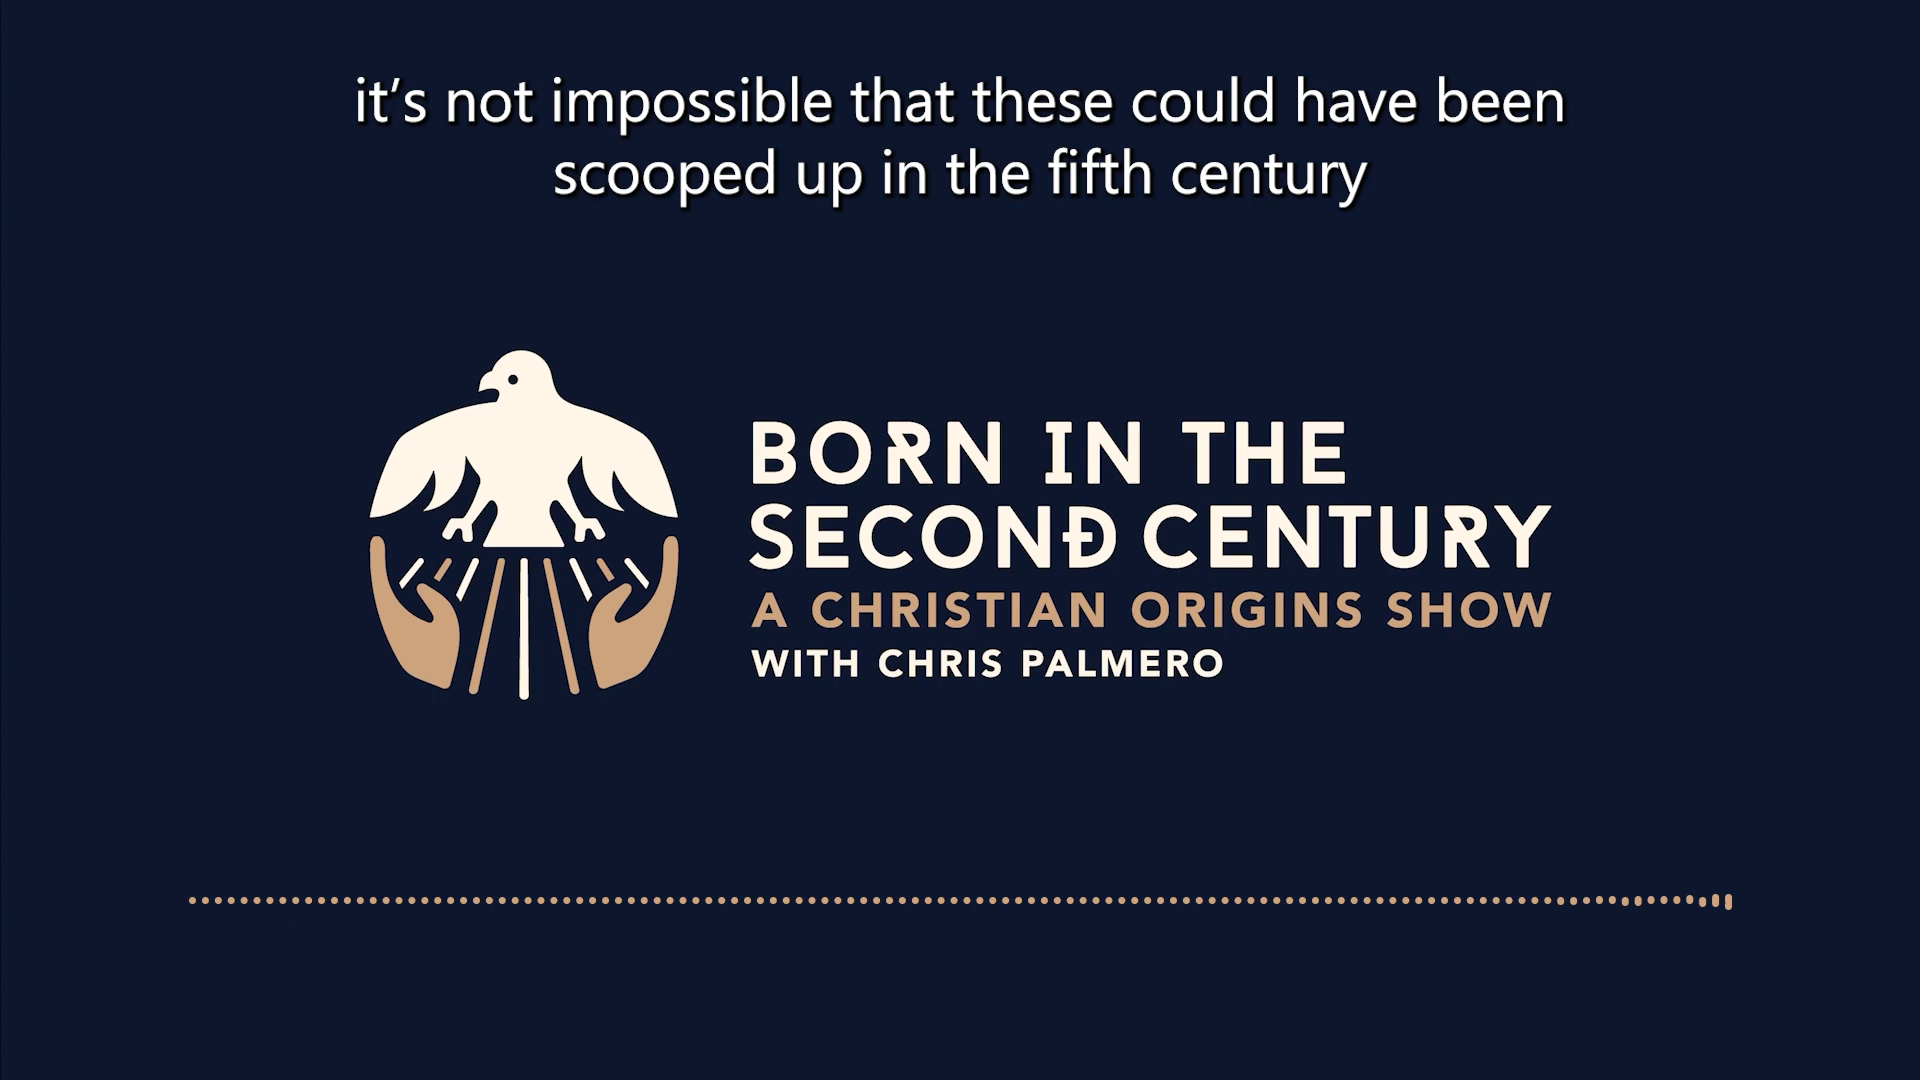 it’s not impossible that these could have been
scooped up in the fifth century
BORN IN THE
SECOND CENTURY
A CHRISTIAN ORIGINS SHOW
WITH CHRIS PALMERO